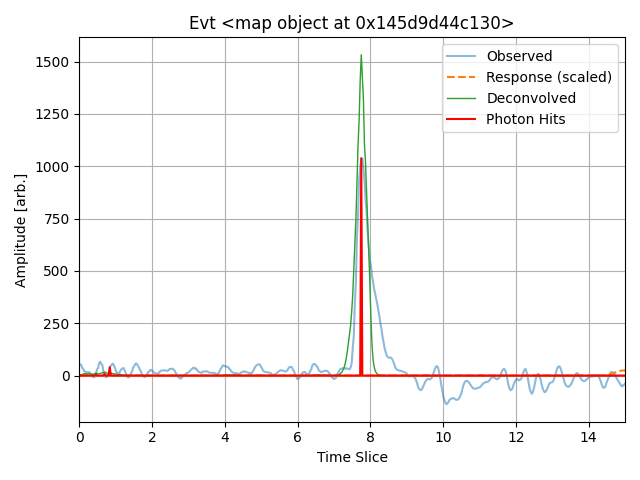 Evt <map object at 0x145d9d44c130>
Observed
Response (scaled)
Deconvolved
Photon Hits
Amplitude [arb.]
1500
1250
1000
750
500
250
0
0 2 4 6 8 10 12 14
Time Slice